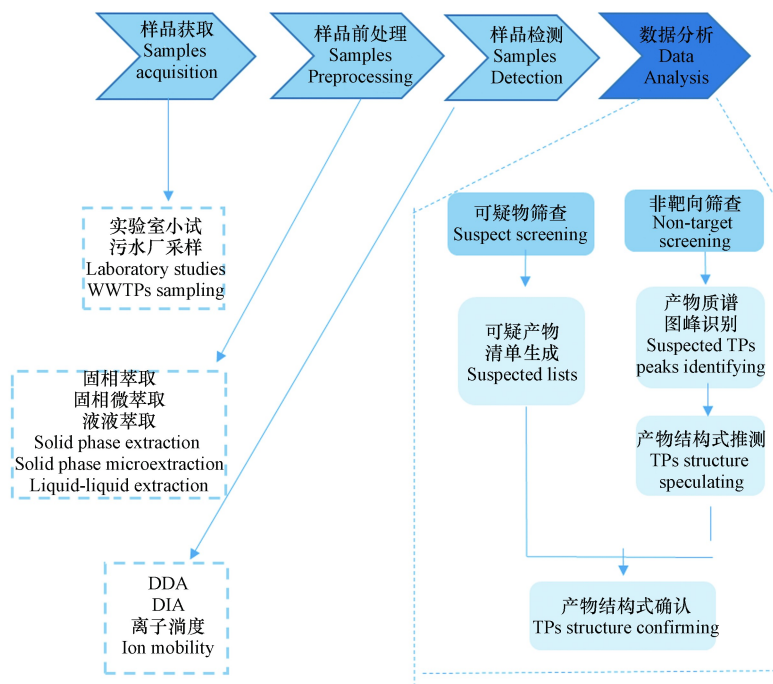 样品获取
Samples
acquisition
样品前处理
Samples
Preprocessing
样品检测
Samples
Detection
数据分析
Data
Analysis
实验室小试
污水厂采样
Laboratory studies
WWTPs sampling
固相萃取
固相微萃取
液液萃取
Solid phase extraction
Solid phase microextraction
Liquid-liquid extraction
DDA
DIA
离子淌度
Ion mobility
可疑物筛查
Suspect screening
可疑产物
清单生成
Suspected lists
非靶向筛查
Non-target
screening
产物质谱
图峰识别
Suspected TPs
peaks identifying
产物结构式推测
TPs structure
speculating
产物结构式确认
TPs structure confirming